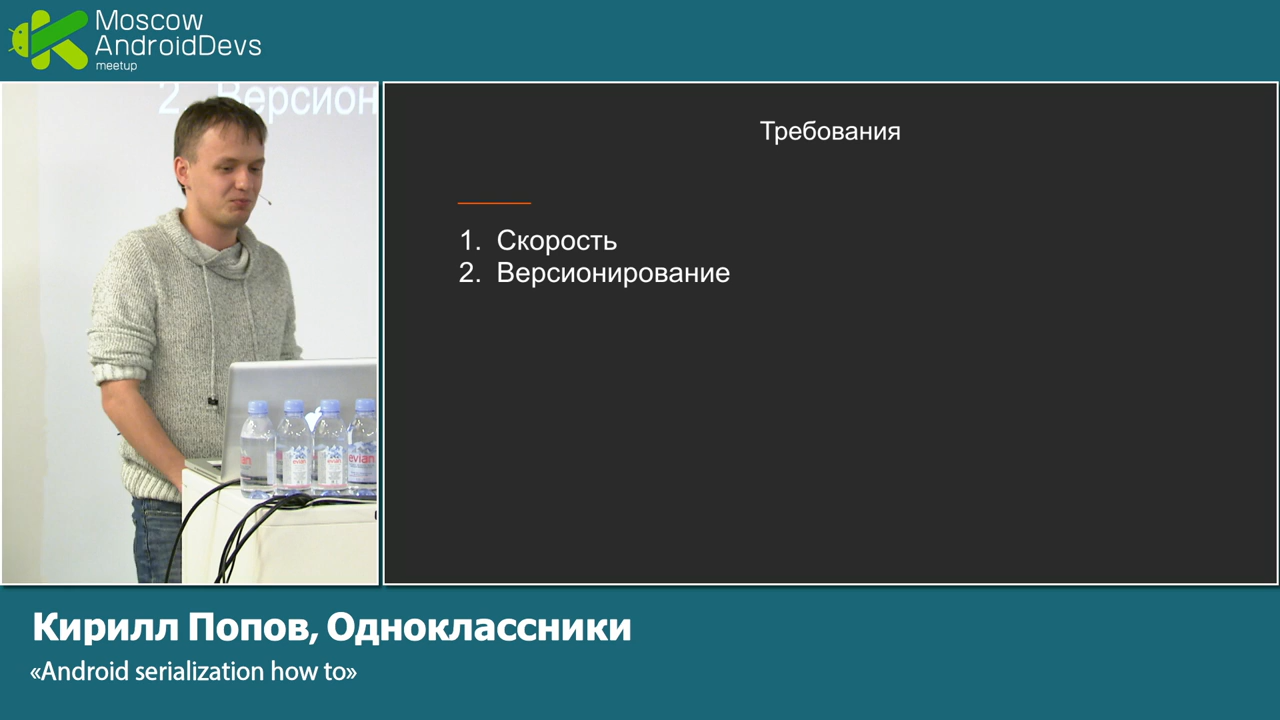 Moscow
AndroidDevs
meetup
2. Версион
Требования
1. Скорость
2. Версионирование
evian
evian
evian
Кирилл Попов, Одноклассники
«Android serialization how to»